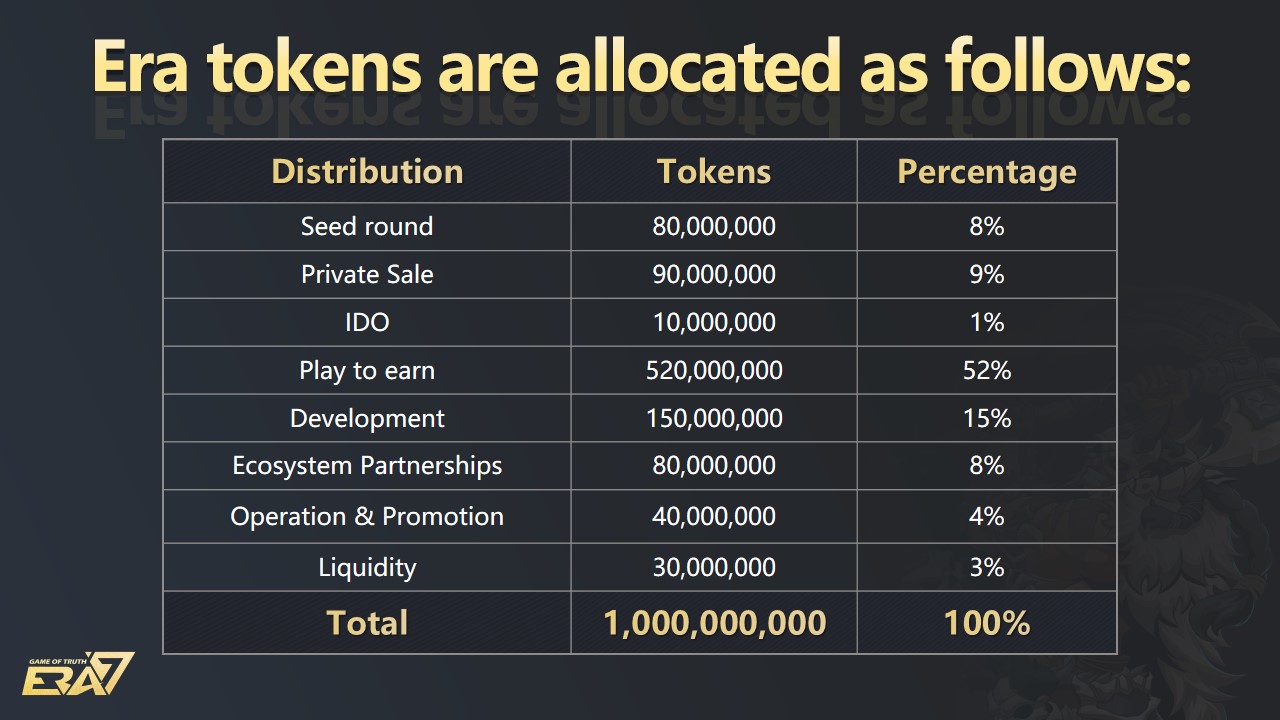 Era tokens are allocated as follows:
Distribution Tokens Percentage
Seed round 80,000,000 8%
Private Sale 90,000,000 9%
IDO 10,000,000 1%
Play to earn 520,000,000 52%
Development 150,000,000 15%
Ecosystem Partnerships 80,000,000 8%
Operation & Promotion 40,000,000 4%
Liquidity 30,000,000 3%
Total 1,000,000,000 100%
GAME OF TRUTH
ERA7